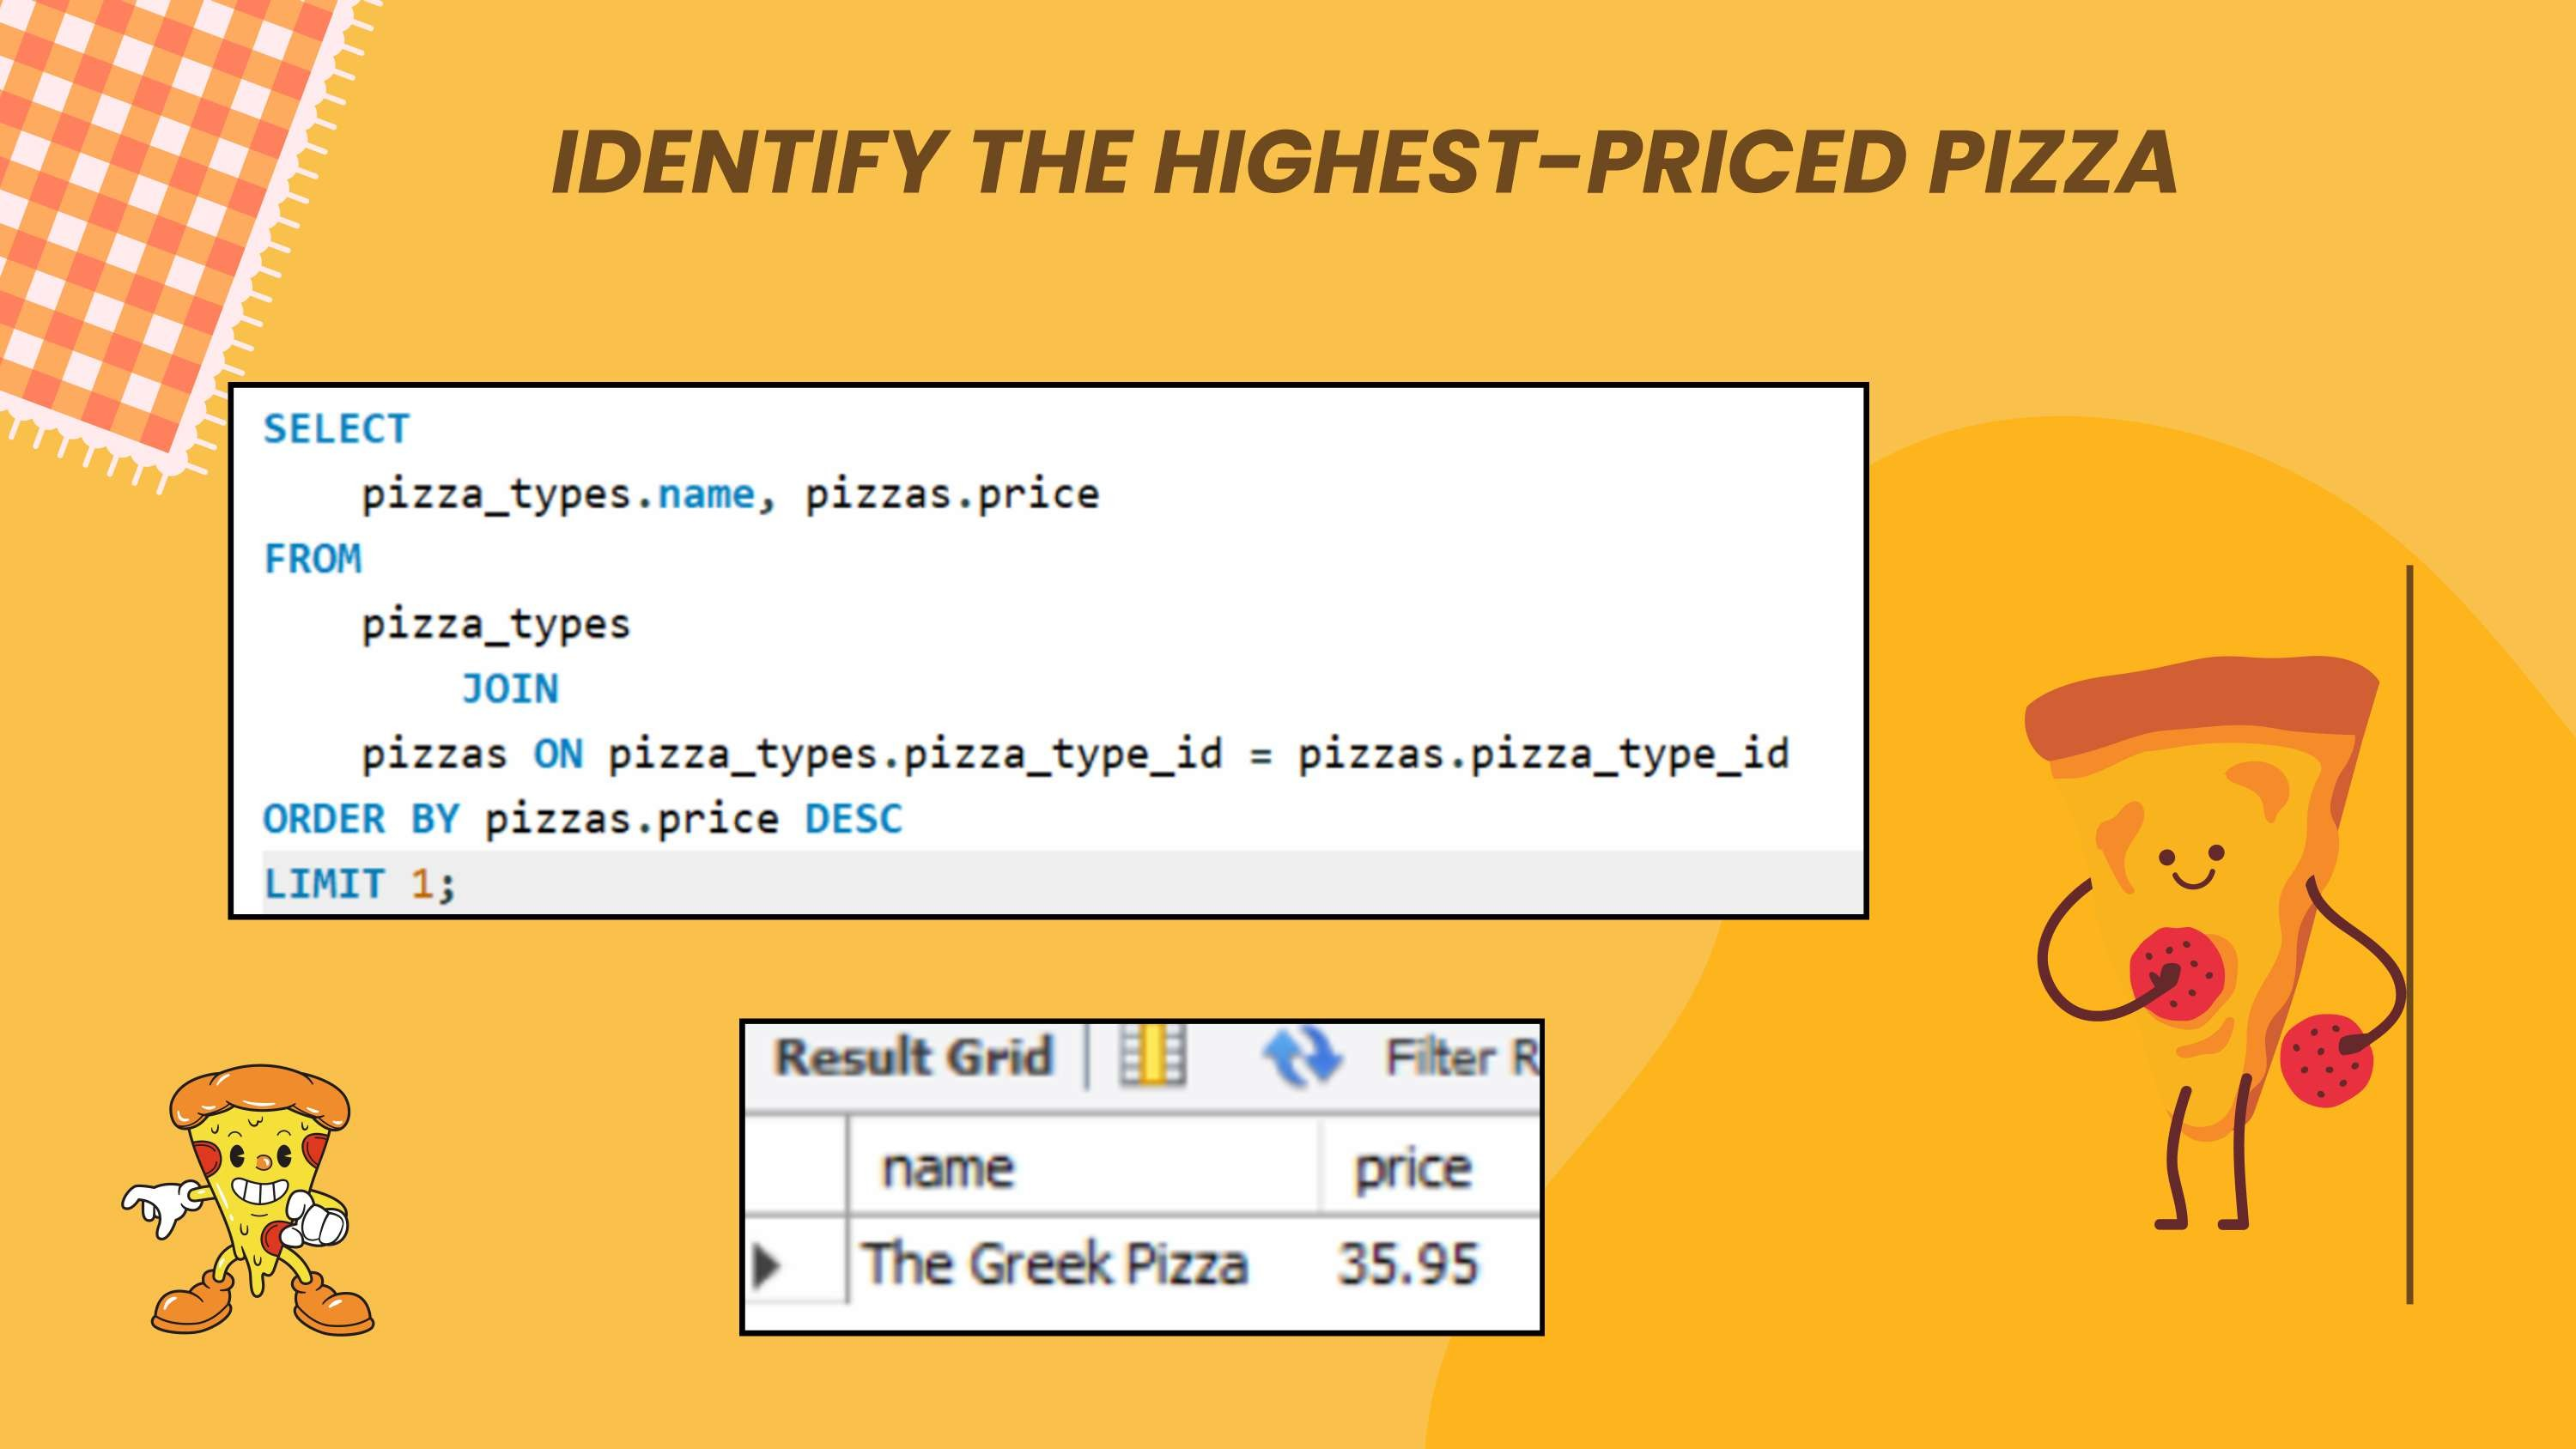 IDENTIFY THE HIGHEST-PRICED PIZZA
SELECT
pizza_types.name, pizzas.price
FROM
pizza_types
JOIN
pizzas ON pizza_types.pizza_type_id = pizzas.pizza_type_id
ORDER BY pizzas.price DESC
LIMIT 1;
Result Grid Filter R
name price
The Greek Pizza 35.95